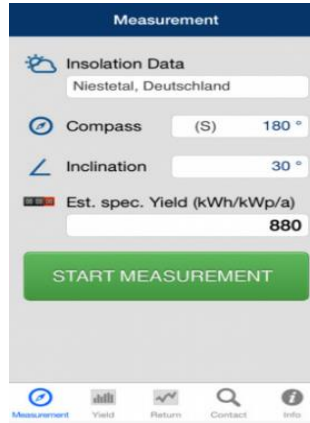 Measurement
Insolation Data
Niestetal, Deutschland
Compass (S) 180 °
Inclination 30 °
Est. spec. Yield (kWh/kWp/a)
880
START MEASUREMENT
Measurement Yield Return Contact Info